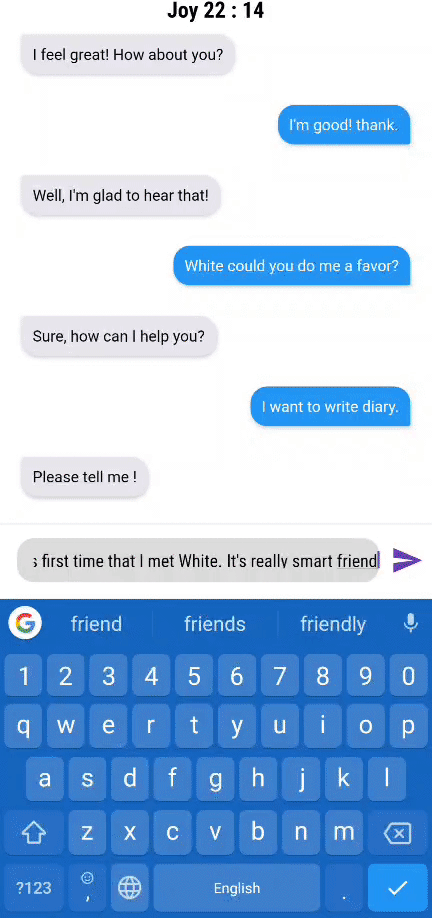 Joy 22 : 14
I feel great! How about you?
I'm good! thank.
Well, I'm glad to hear that!
White could you do me a favor?
Sure, how can I help you?
I want to write diary.
Please tell me !
s first time that I met White. It's really smart friend
friend friends friendly
1 2 3 4 5 6 7 8 9 0
q w e r t y u i o p
a s d f g h j k l
z x c v b n m
?123 , English .